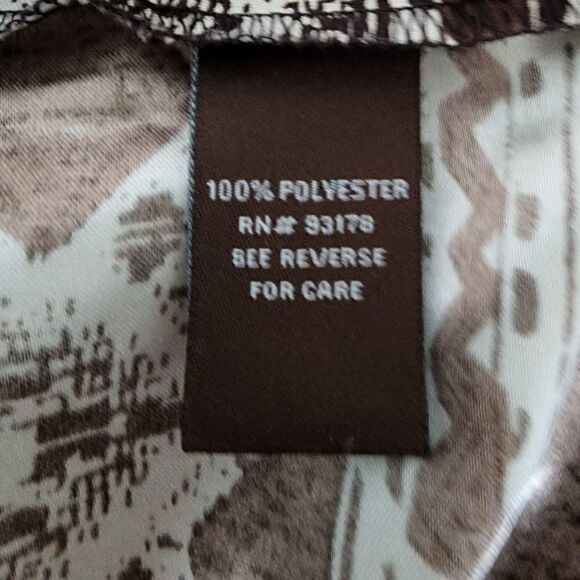 100% POLYESTER
RN# 93178
SEE REVERSE
FOR CARE